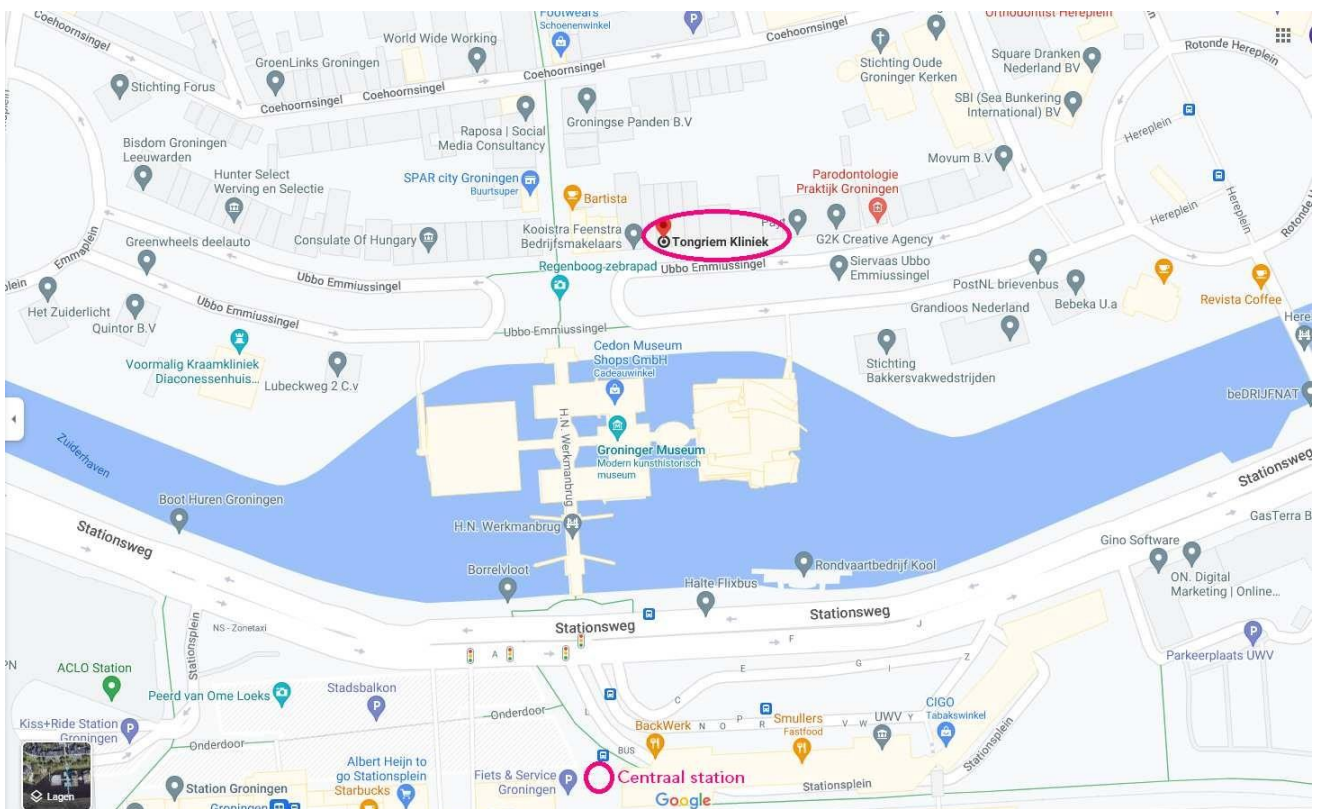 Coehoornsingel
Footwears
Schoenenwinkel
P
Orthodontist Hereplein
World Wide Working
Coehoornsingel
GroenLinks Groningen
Stichting Oude
Groninger Kerken
Square Dranken
Nederland BV
Rotonde Hereplein
Stichting Forus
Coehoornsingel
Coehoornsingel
Coehoornsingel
SBI (Sea Bunkering
International) BV
Groningse Panden B.V
Raposa | Social
Media Consultancy
Hereplein
Bisdom Groningen
Leeuwarden
Movum B.V
Hunter Select
Werving en Selectie
SPAR city Groningen
Buurtsuper
Parodontologie
Praktijk Groningen
Bartista
Hereplein
Hereplein
Emmaplein
Greenwheels deelauto
Consulate Of Hungary
Kooistra Feenstra
Bedrijfsmakelaars
Tongriem Kliniek
G2K Creative Agency
Ubbo Emmiussingel
Regenboog-zebrapad
Ubbo Emmiussingel
Siervaas Ubbo
Emmiussingel
PostNL brievenbus
Het Zuiderlicht
Quintor B.V
Ubbo Emmiussingel
Grandioos Nederland
Bebeka U.a
Revista Coffee
Ubbo Emmiussingel
Voormalig Kraamkliniek
Diaconessenhuis...
Lubeckweg 2 C.v
Cedon Museum
Shops GmbH
Cadeauwinkel
Stichting
Bakkersvakwedstrijden
beDRIJFNAT
Zuiderhaven
H.N. Werkmanbrug
Groninger Museum
Modern kunsthistorisch
museum
Boot Huren Groningen
Stationsweg
Stationsweg
H.N. Werkmanbrug
GasTerra B
Gino Software
Borrelvloot
Rondvaartbedrijf Kool
Halte Flixbus
ON. Digital
Marketing | Online...
Stationsplein
NS - Zonetaxi
Stationsweg
Stationsweg
A
F
J
E
G
I
Z
C
Parkeerplaats UWV
P
ACLO Station
Peerd van Ome Loeks
Stadsbalkon
P
Onderdoor
L
Kiss+Ride Station
Groningen
P
BackWerk
N O P R
Smullers
Fastfood
V W
UWV
Y
CIGO
Tabakswinkel
Onderdoor
BUS
Stationsplein
Lagen
Station Groningen
Albert Heijn to
go Stationsplein
Starbucks
Fiets & Service
Groningen
P
Centraal station
Stationsplein
Groningen
Google